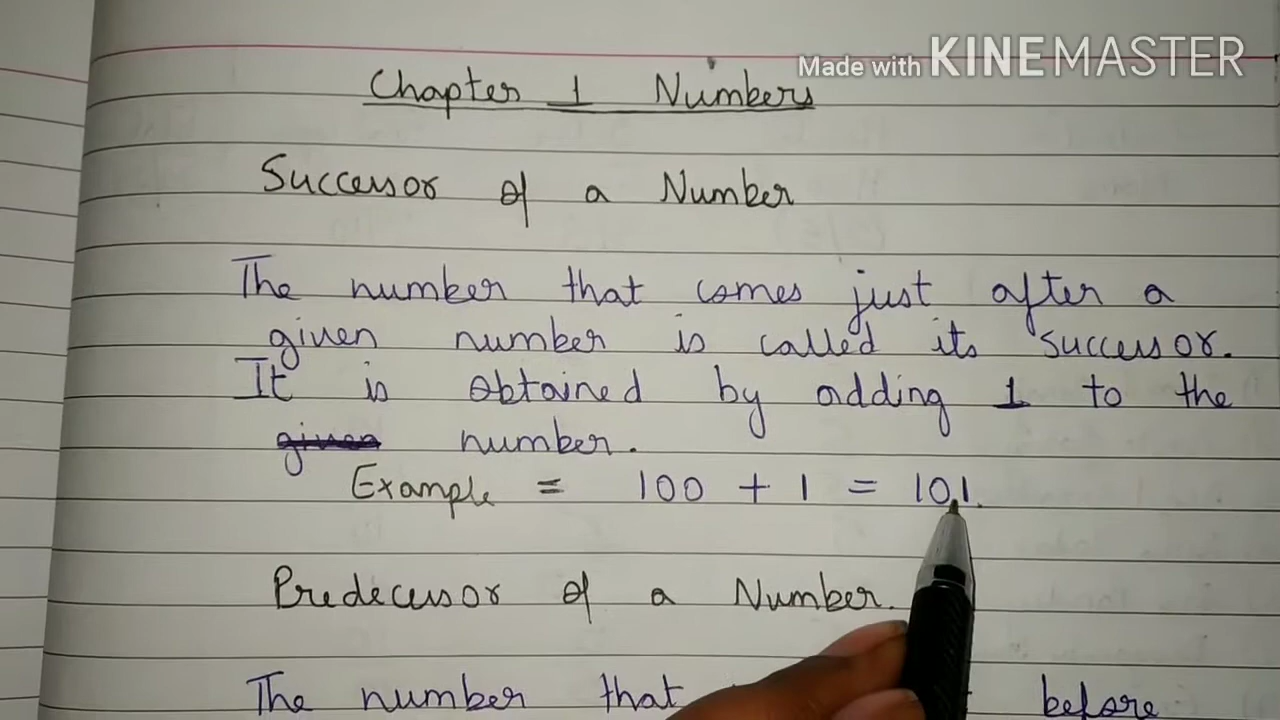 Made with KINEMASTER
Chapter 1 Numbers
Successor of a Number
The number that comes just after a
given number is called its successor.
It is obtained by adding 1 to the
given number.
Example = 100 + 1 = 101.
Predecessor of a Number.
The number that before